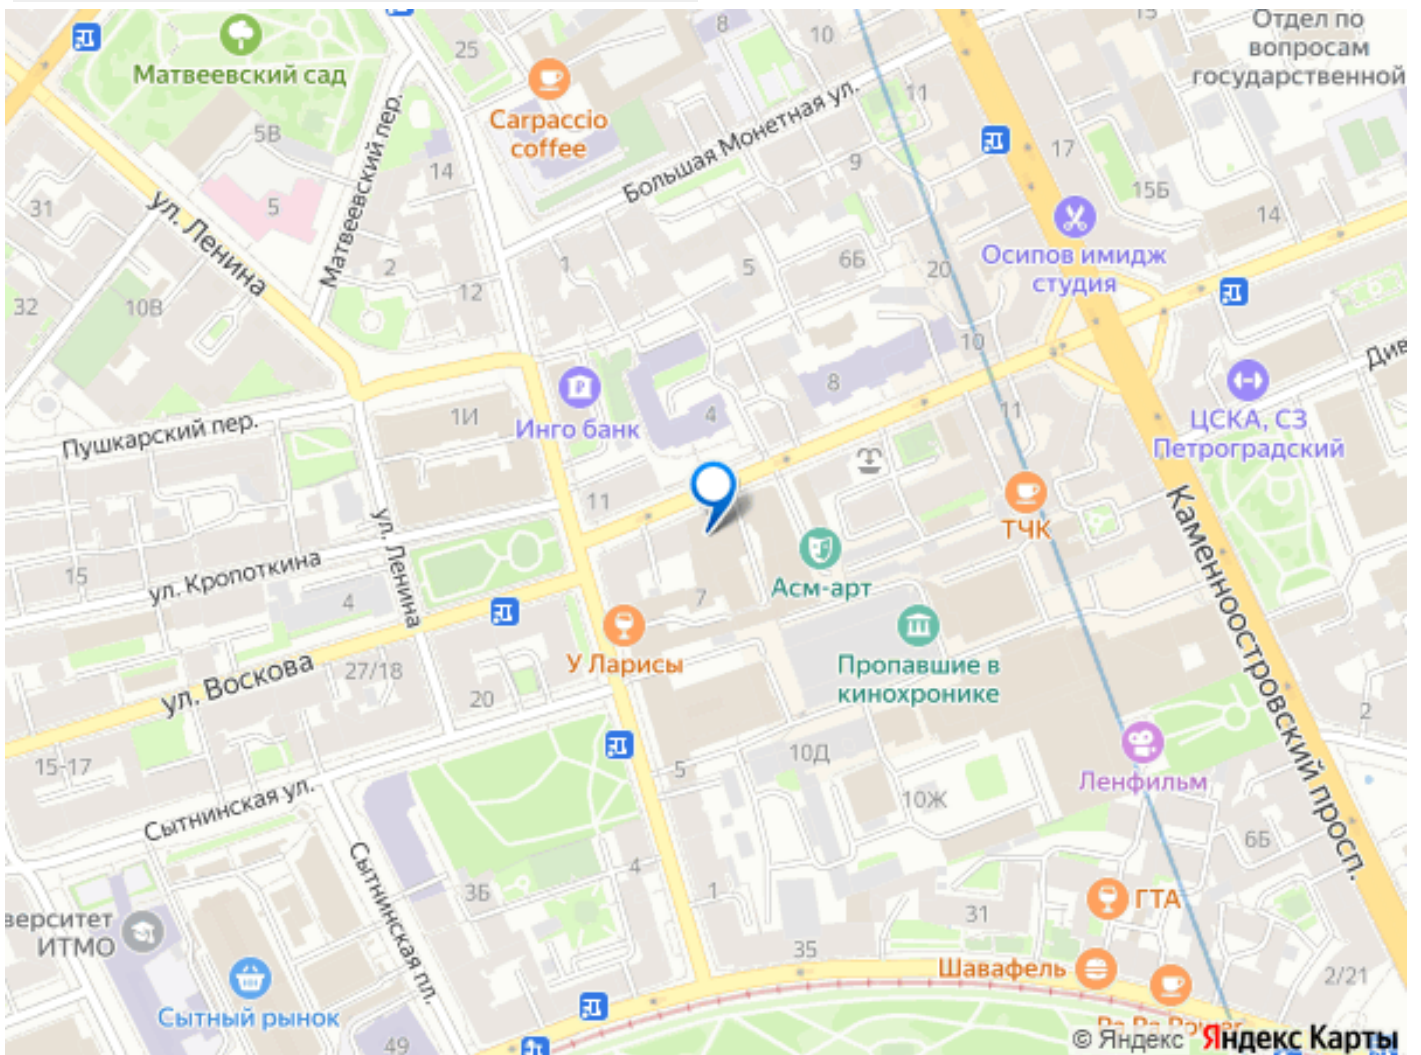 Отдел по
вопросам
государственной
8
10
15
25
Матвеевский сад
Carpaccio
coffee
Большая Монетная ул.
11
17
5В
Матвеевский пер.
14
9
15Б
14
31
5
ул. Ленина
2
1
5
6Б
20
Осипов имидж
студия
12
32
10В
10
8
Див
1И
Инго банк
4
11
ЦСКА, СЗ
Петроградский
Пушкарский пер.
11
ТЧК
Каменноостровский просп.
ул. Ленина
15
ул. Кропоткина
4
Асм-арт
7
У Ларисы
Пропавшие в
кинохронике
ул. Воскова
27/18
20
2
15-17
5
10Д
Ленфильм
10Ж
Сытнинская ул.
6Б
4
Сытнинская пл.
3Б
1
ГТА
31
верситет
ИТМО
35
Шавафель
2/21
Сытный рынок
49
© Яндекс Яндекс Карты